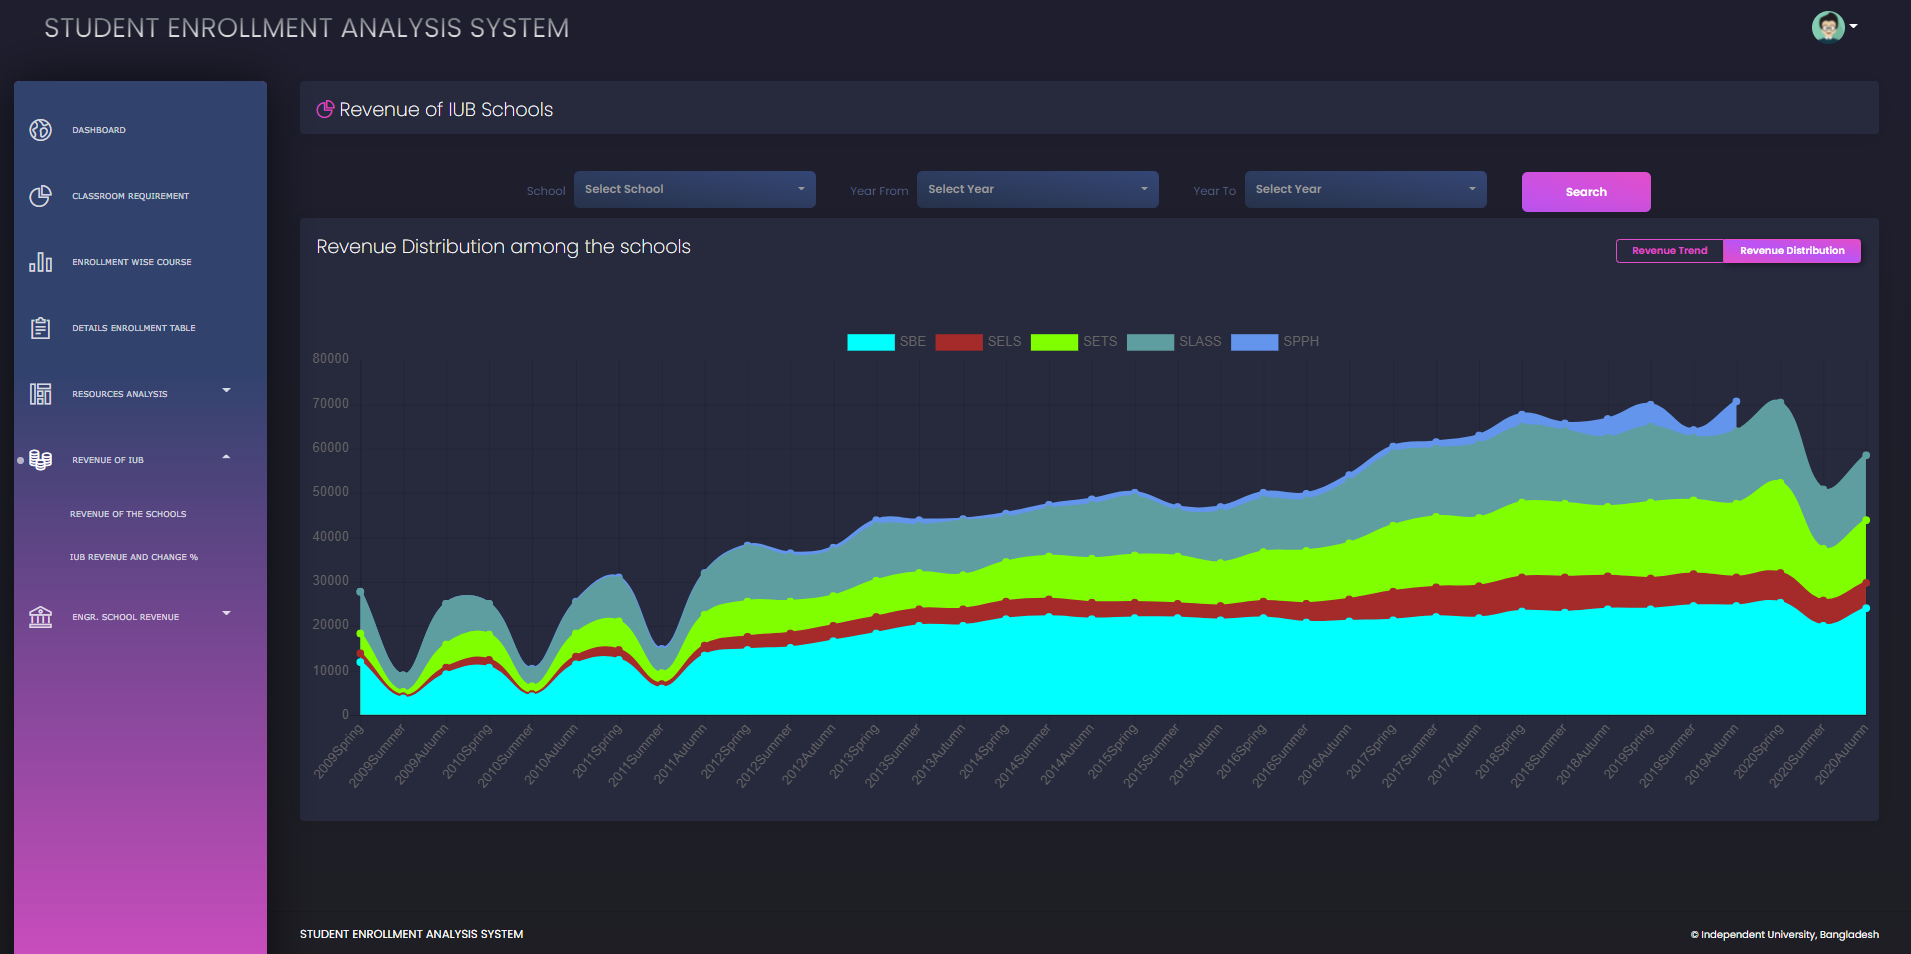 STUDENT ENROLLMENT ANALYSIS SYSTEM
DASHBOARD
CLASSROOM REQUIREMENT
ENROLLMENT WISE COURSE
DETAILS ENROLLMENT TABLE
RESOURCES ANALYSIS
REVENUE OF IUB
REVENUE OF THE SCHOOLS
IUB REVENUE AND CHANGE %
ENGR. SCHOOL REVENUE
Revenue of IUB Schools
School Select School Year From Select Year Year To Select Year Search
Revenue Distribution among the schools
Revenue Trend Revenue Distribution
SBE SELS SETS SLASS SPPH
80000
70000
60000
50000
40000
30000
20000
10000
0
2009Spring 2009Summer 2009Autumn 2010Spring 2010Summer 2010Autumn 2011Spring 2011Summer 2011Autumn 2012Spring 2012Summer 2012Autumn 2013Spring 2013Summer 2013Autumn 2014Spring 2014Summer 2014Autumn 2015Spring 2015Summer 2015Autumn 2016Spring 2016Summer 2016Autumn 2017Spring 2017Summer 2017Autumn 2018Spring 2018Summer 2018Autumn 2019Spring 2019Summer 2019Autumn 2020Spring 2020Summer 2020Autumn
STUDENT ENROLLMENT ANALYSIS SYSTEM
© Independent University, Bangladesh